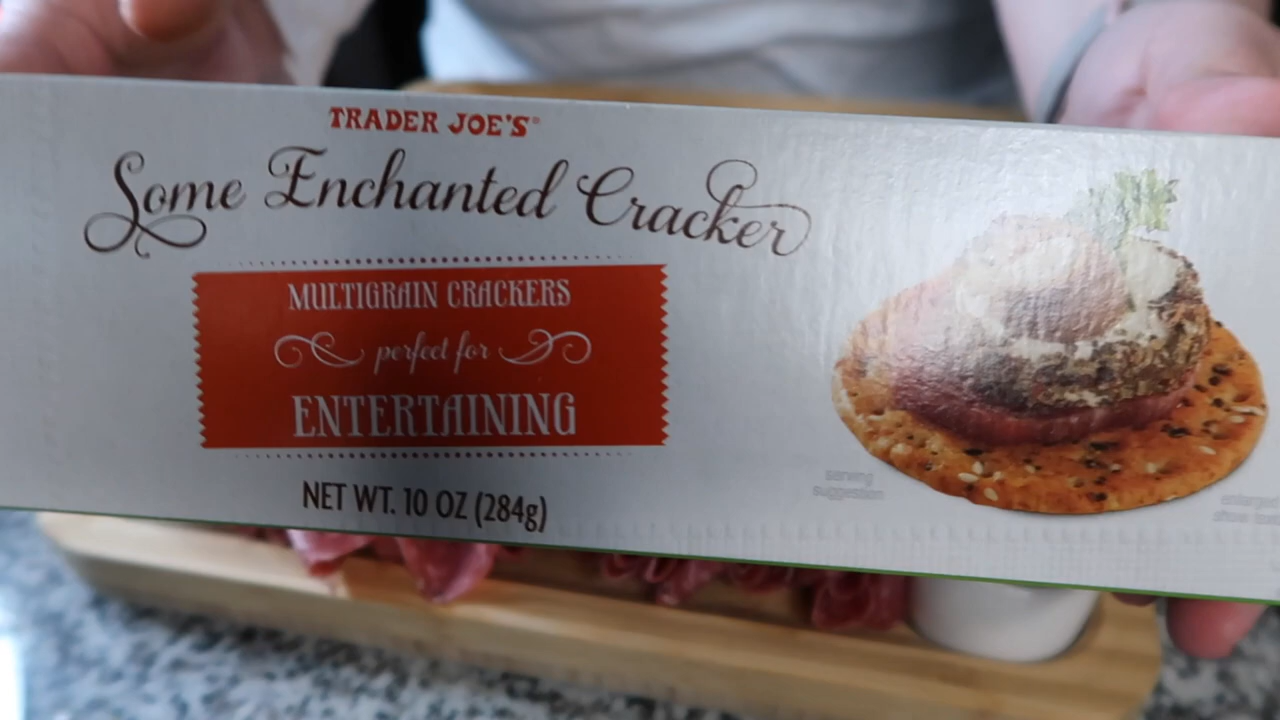 TRADER JOE'S®
Some Enchanted Cracker
MULTIGRAIN CRACKERS
perfect for
ENTERTAINING
NET WT. 10 OZ (284g)
serving
suggestion